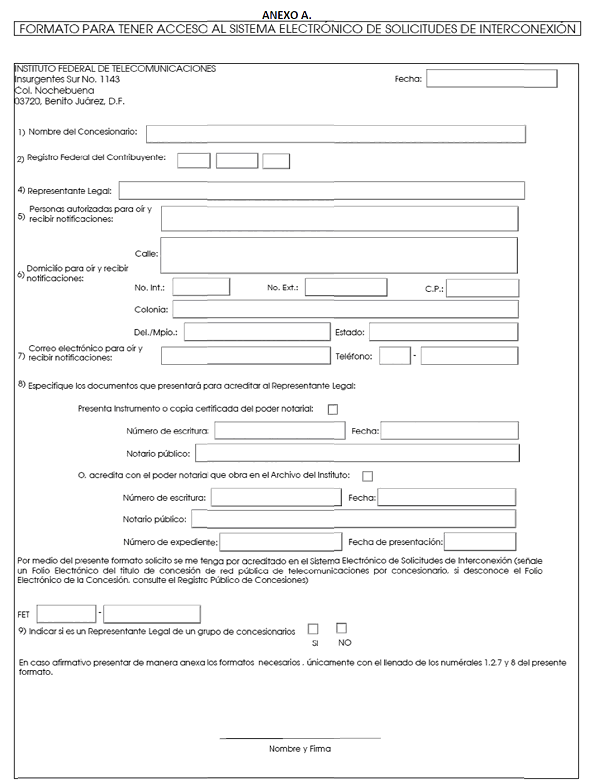 ANEXO A.
FORMATO PARA TENER ACCESO AL SISTEMA ELECTRÓNICO DE SOLICITUDES DE INTERCONEXIÓN
INSTITUTO FEDERAL DE TELECOMUNICACIONES
Insurgentes Sur No. 1143
Col. Nochebuena
03720, Benito Juárez, D.F.
Fecha:
1) Nombre del Concesionario:
2) Registro Federal del Contribuyente:
4) Representante Legal:
5) Personas autorizadas para oír y
recibir notificaciones:
Calle:
6) Domicilio para oír y recibir
notificaciones:
No. Int.: No. Ext.: C.P.:
Colonia:
Del./Mpio.: Estado:
7) Correo electrónico para oír y
recibir notificaciones: Teléfono: -
8) Especifique los documentos que presentará para acreditar al Representante Legal:
Presenta Instrumento o copia certificada del poder notarial:
Número de escritura: Fecha:
Notario público:
O, acredita con el poder notarial que obra en el Archivo del Instituto:
Número de escritura: Fecha:
Notario público:
Número de expediente: Fecha de presentación:
Por medio del presente formato solicito se me tenga por acreditado en el Sistema Electrónico de Solicitudes de Interconexión (señale
un Folio Electrónico del título de concesión de red pública de telecomunicaciones por concesionario, si desconoce el Folio
Electrónico de la Concesión, consulte el Registro Público de Concesiones)
FET -
9) Indicar si es un Representante Legal de un grupo de concesionarios
SI NO
En caso afirmativo presentar de manera anexa los formatos necesarios , únicamente con el llenado de los numérales 1,2,7 y 8 del presente
formato.
Nombre y Firma